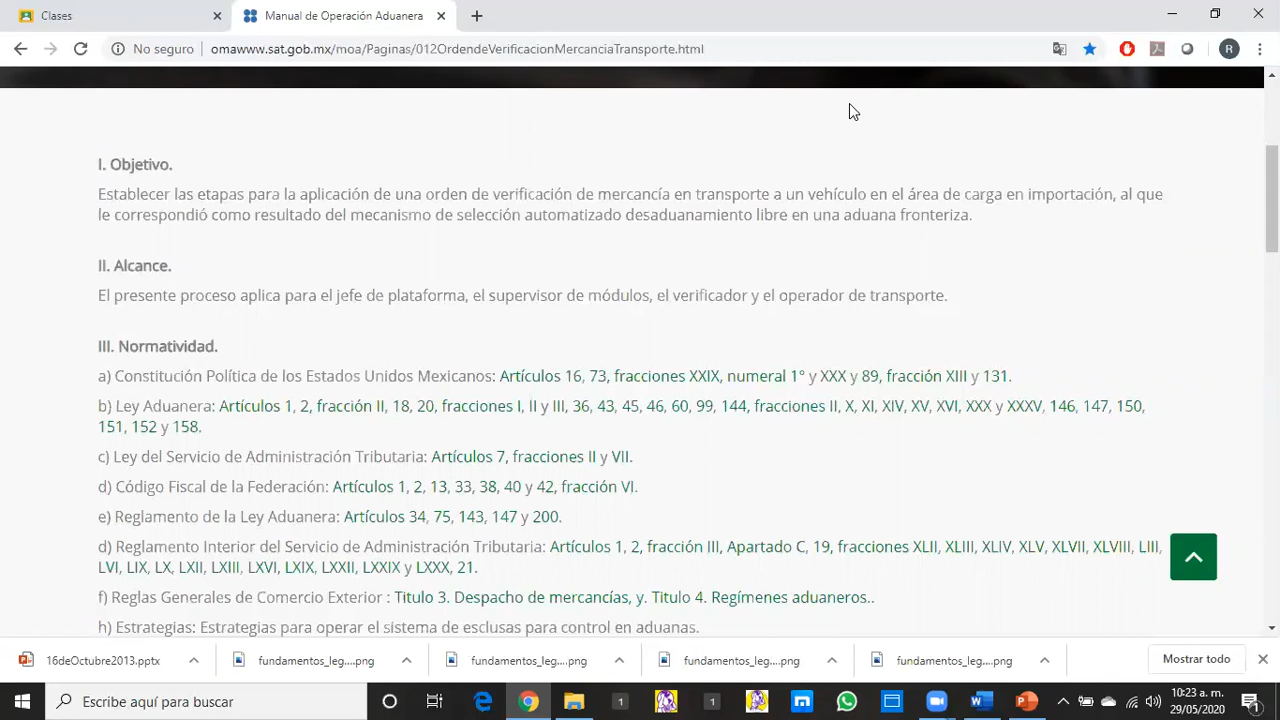 Clases
Manual de Operación Aduanera
No seguro
omawww.sat.gob.mx/moa/Paginas/012OrdendeVerificacionMercanciaTransporte.html
R
I. Objetivo.
Establecer las etapas para la aplicación de una orden de verificación de mercancía en transporte a un vehículo en el área de carga en importación, al que
le correspondió como resultado del mecanismo de selección automatizado desaduanamiento libre en una aduana fronteriza.
II. Alcance.
El presente proceso aplica para el jefe de plataforma, el supervisor de módulos, el verificador y el operador de transporte.
III. Normatividad.
a) Constitución Política de los Estados Unidos Mexicanos: Artículos 16, 73, fracciones XXIX, numeral 1° y XXX y 89, fracción XIII y 131.
b) Ley Aduanera: Artículos 1, 2, fracción II, 18, 20, fracciones I, II y III, 36, 43, 45, 46, 60, 99, 144, fracciones II, X, XI, XIV, XV, XVI, XXX y XXXV, 146, 147, 150,
151, 152 y 158.
c) Ley del Servicio de Administración Tributaria: Artículos 7, fracciones II y VII.
d) Código Fiscal de la Federación: Artículos 1, 2, 13, 33, 38, 40 y 42, fracción VI.
e) Reglamento de la Ley Aduanera: Artículos 34, 75, 143, 147 y 200.
d) Reglamento Interior del Servicio de Administración Tributaria: Artículos 1, 2, fracción III, Apartado C, 19, fracciones XLII, XLIII, XLIV, XLV, XLVII, XLVIII, LIII,
LVI, LIX, LX, LXII, LXIII, LXVI, LXIX, LXXII, LXXIX y LXXX, 21.
f) Reglas Generales de Comercio Exterior : Titulo 3. Despacho de mercancías, y. Titulo 4. Regímenes aduaneros..
h) Estrategias: Estrategias para operar el sistema de esclusas para control en aduanas.
16deOctubre2013.pptx
fundamentos_leg....png
fundamentos_leg....png
fundamentos_leg....png
fundamentos_leg....png
Mostrar todo
Escribe aquí para buscar
1
1
10:23 a. m.
29/05/2020
1